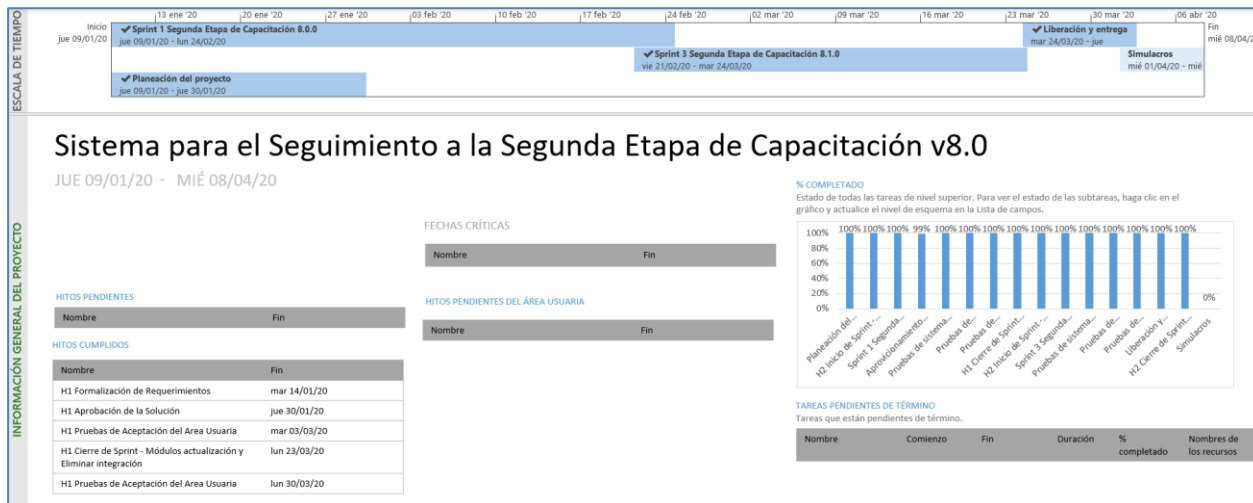 ESCALA DE TIEMPO
13 ene '20
20 ene '20
27 ene '20
03 feb '20
10 feb '20
17 feb '20
24 feb '20
02 mar '20
09 mar '20
16 mar '20
23 mar '20
30 mar '20
06 abr '20
Inicio
jue 09/01/20
✔ Sprint 1 Segunda Etapa de Capacitación 8.0.0
jue 09/01/20 - lun 24/02/20
✔ Liberación y entrega
mar 24/03/20 - jue
Fin
mié 08/04/2
✔ Sprint 3 Segunda Etapa de Capacitación 8.1.0
vie 21/02/20 - mar 24/03/20
Simulacros
mié 01/04/20 - mié
✔ Planeación del proyecto
jue 09/01/20 - jue 30/01/20
INFORMACIÓN GENERAL DEL PROYECTO
Sistema para el Seguimiento a la Segunda Etapa de Capacitación v8.0
JUE 09/01/20 - MIÉ 08/04/20
HITOS PENDIENTES
Nombre Fin
HITOS CUMPLIDOS
Nombre Fin
H1 Formalización de Requerimientos mar 14/01/20
H1 Aprobación de la Solución jue 30/01/20
H1 Pruebas de Aceptación del Area Usuaria mar 03/03/20
H1 Cierre de Sprint - Módulos actualización y lun 23/03/20
Eliminar integración
H1 Pruebas de Aceptación del Area Usuaria lun 30/03/20
FECHAS CRÍTICAS
Nombre Fin
HITOS PENDIENTES DEL ÁREA USUARIA
Nombre Fin
% COMPLETADO
Estado de todas las tareas de nivel superior. Para ver el estado de las subtareas, haga clic en el
gráfico y actualice el nivel de esquema en la Lista de campos.
100%
80%
60%
40%
20%
0%
100% 100% 100% 99% 100% 100% 100% 100% 100% 100% 100% 100% 100% 100% 100% 0%
Planeación del...
H2 Inicio de Sprint -...
Sprint 1 Segunda...
Aprovicionamiento...
Pruebas de sistema...
Pruebas de...
Pruebas de...
H1 Cierre de Sprint...
H2 Inicio de Sprint -...
Sprint 3 Segunda...
Pruebas de sistema...
Pruebas de...
Pruebas de...
Liberación y...
H2 Cierre de Sprint...
Simulacros
TAREAS PENDIENTES DE TÉRMINO
Tareas que están pendientes de término.
Nombre Comienzo Fin Duración % completado Nombres de los recursos